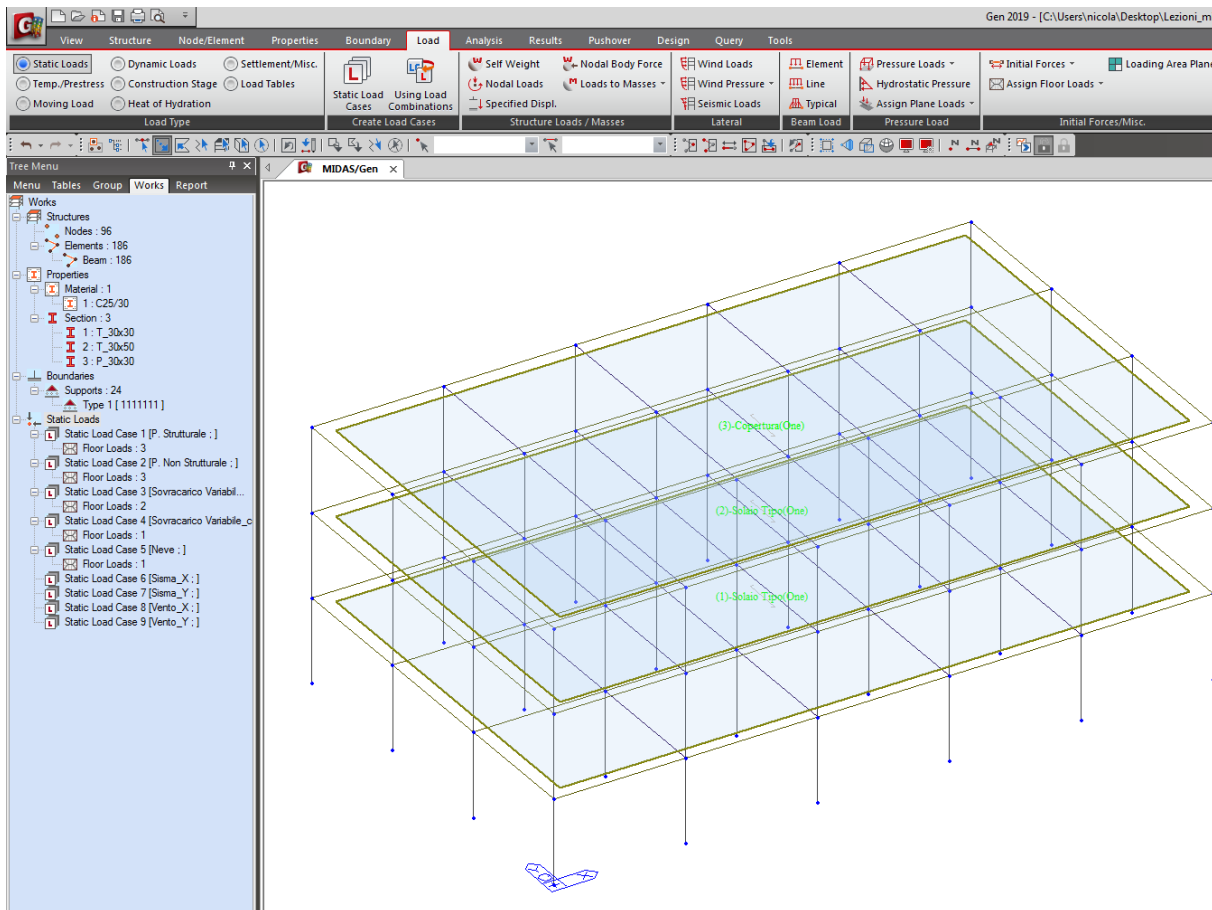 Gen 2019 - [C:\Users\nicola\Desktop\Lezioni_m
View Structure Node/Element Properties Boundary Load Analysis Results Pushover Design Query Tools
Static Loads Dynamic Loads Settlement/Misc.
Temp./Prestress Construction Stage Load Tables
Moving Load Heat of Hydration
Load Type
Static Load Cases
Using Load Combinations
Create Load Cases
Self Weight Nodal Body Force
Nodal Loads Loads to Masses
Specified Displ.
Structure Loads / Masses
Wind Loads
Wind Pressure
Seismic Loads
Lateral
Element
Line
Typical
Beam Load
Pressure Loads
Hydrostatic Pressure
Assign Plane Loads
Pressure Load
Initial Forces Loading Area Plane
Assign Floor Loads
Initial Forces/Misc.
Tree Menu
Menu Tables Group Works Report
MIDAS/Gen
Works
Structures
Nodes : 96
Elements : 186
Beam : 186
Properties
Material : 1
1 : C25/30
Section : 3
1 : T_30x30
2 : T_30x50
3 : P_30x30
Boundaries
Supports : 24
Type 1 [ 1111111 ]
Static Loads
Static Load Case 1 [P. Strutturale ; ]
Floor Loads : 3
Static Load Case 2 [P. Non Strutturale ; ]
Floor Loads : 3
Static Load Case 3 [Sovracarico Variabil...
Floor Loads : 2
Static Load Case 4 [Sovracarico Variabile_c
Floor Loads : 1
Static Load Case 5 [Neve ; ]
Floor Loads : 1
Static Load Case 6 [Sisma_X ; ]
Static Load Case 7 [Sisma_Y ; ]
Static Load Case 8 [Vento_X ; ]
Static Load Case 9 [Vento_Y ; ]
(3)-Copertura(One)
(2)-Solaio Tipo(One)
(1)-Solaio Tipo(One)
Y X